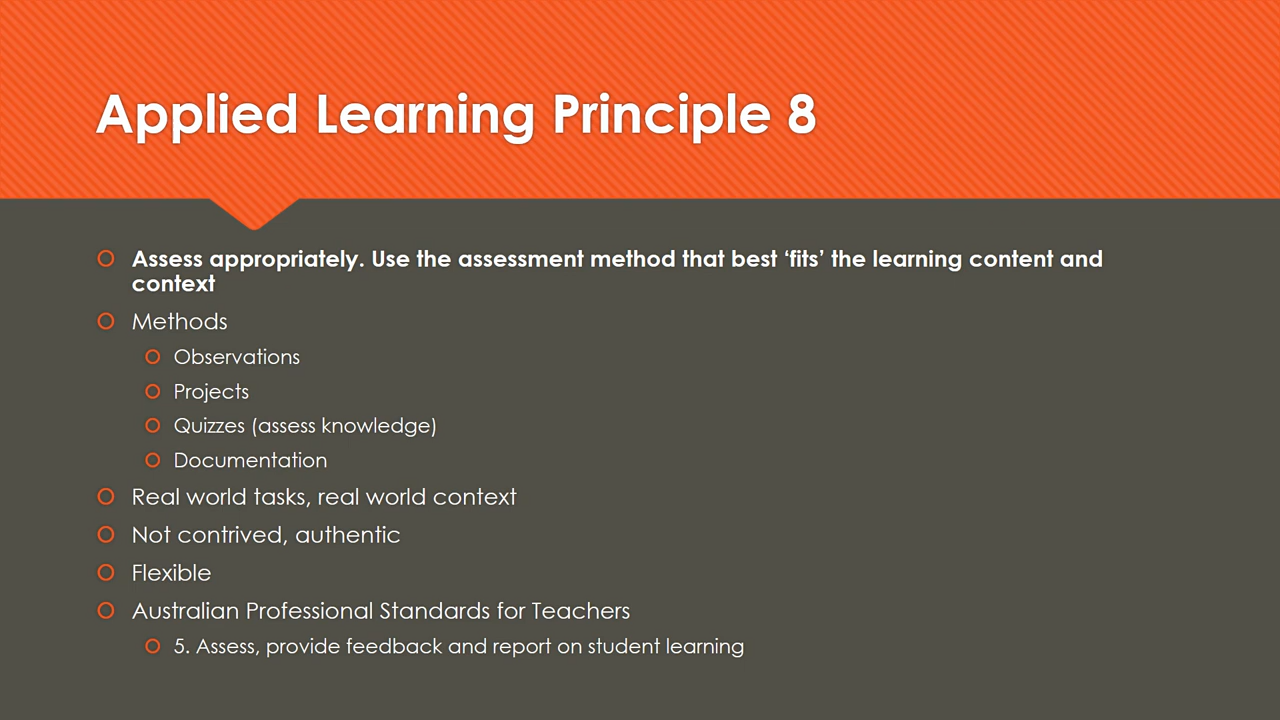 Applied Learning Principle 8
Assess appropriately. Use the assessment method that best ‘fits’ the learning content and
context
Methods
Observations
Projects
Quizzes (assess knowledge)
Documentation
Real world tasks, real world context
Not contrived, authentic
Flexible
Australian Professional Standards for Teachers
5. Assess, provide feedback and report on student learning